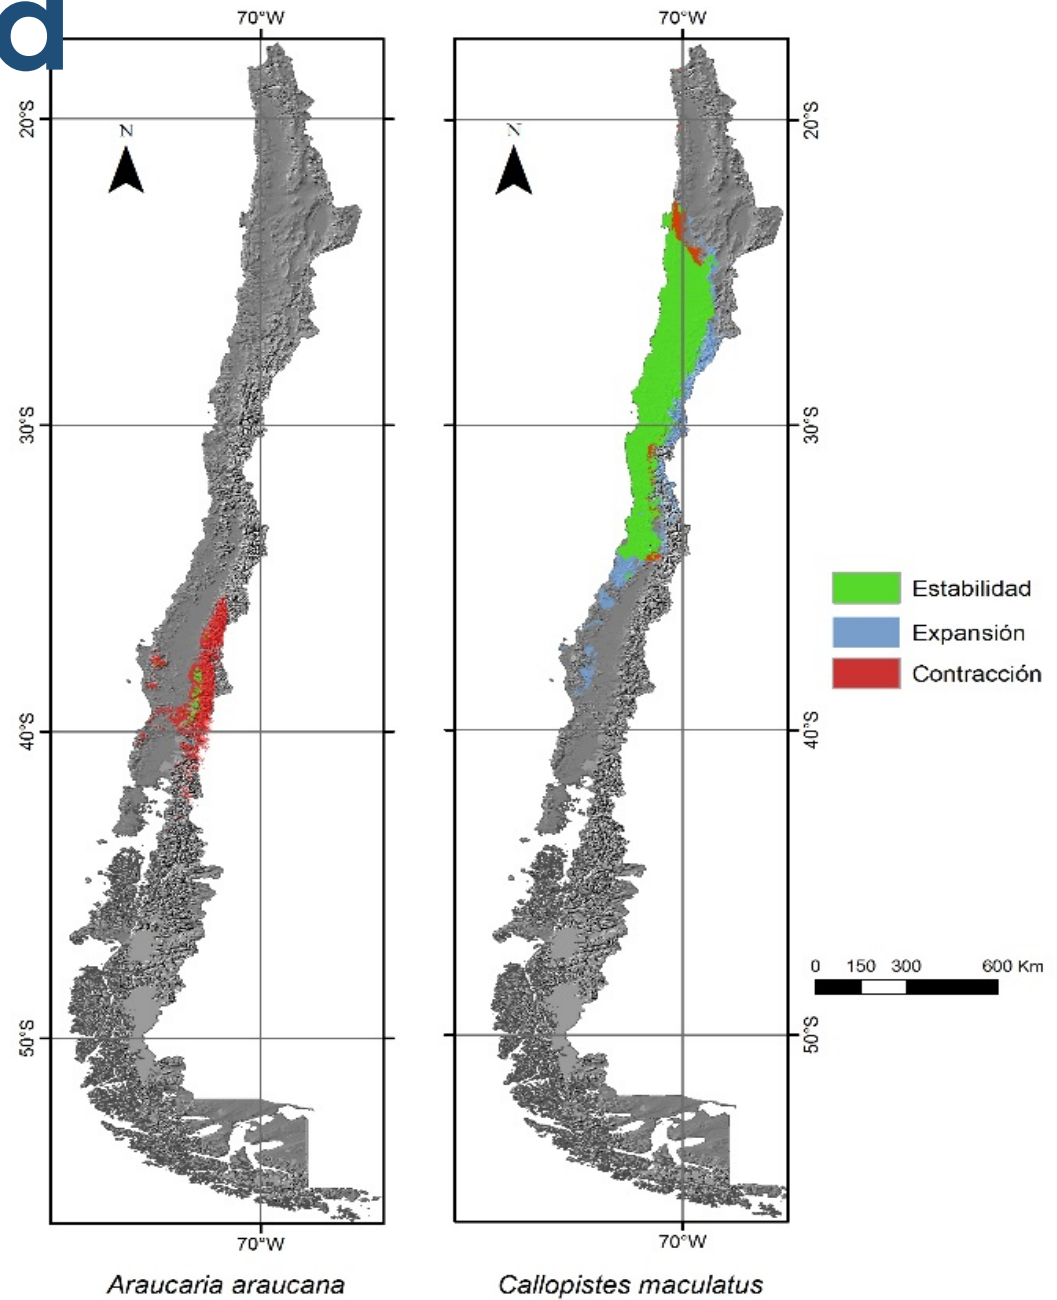 d
70°W
70°W
N
N
20°S
20°S
30°S
30°S
40°S
40°S
50°S
50°S
Estabilidad
Expansión
Contracción
0 150 300 600 Km
70°W
70°W
Araucaria araucana
Callopistes maculatus